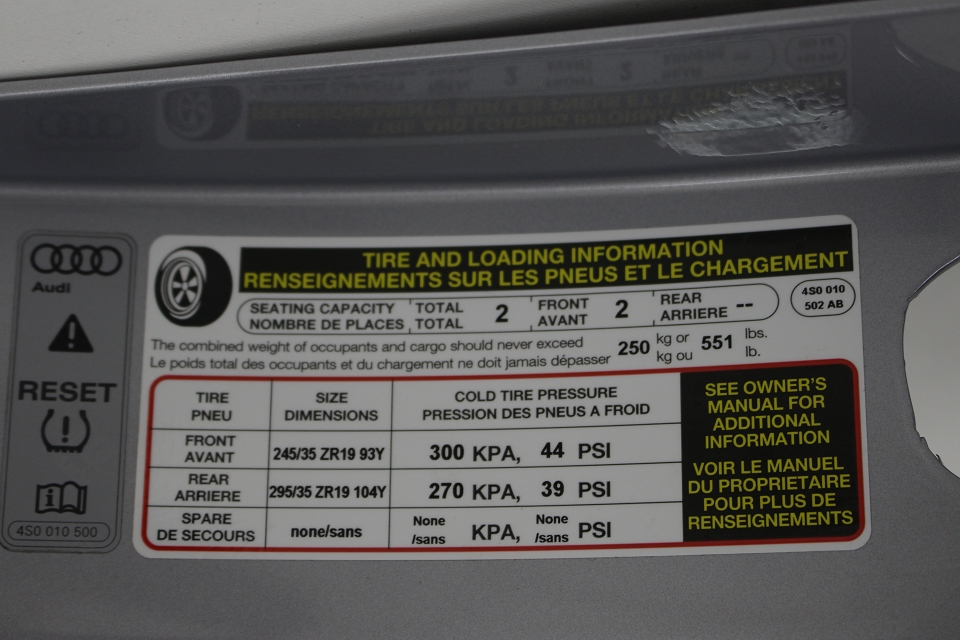 Audi
RESET
4S0 010 500
TIRE AND LOADING INFORMATION
RENSEIGNEMENTS SUR LES PNEUS ET LE CHARGEMENT
SEATING CAPACITY TOTAL 2 FRONT 2 REAR --
NOMBRE DE PLACES TOTAL AVANT ARRIERE
4S0 010
502 AB
The combined weight of occupants and cargo should never exceed 250 kg or 551 lbs.
Le poids total des occupants et du chargement ne doit jamais dépasser kg ou lb.
TIRE SIZE COLD TIRE PRESSURE
PNEU DIMENSIONS PRESSION DES PNEUS A FROID
FRONT
AVANT 245/35 ZR19 93Y 300 KPA, 44 PSI
REAR
ARRIERE 295/35 ZR19 104Y 270 KPA, 39 PSI
SPARE
DE SECOURS none/sans None /sans KPA, None /sans PSI
SEE OWNER'S
MANUAL FOR
ADDITIONAL
INFORMATION
VOIR LE MANUEL
DU PROPRIETAIRE
POUR PLUS DE
RENSEIGNEMENTS